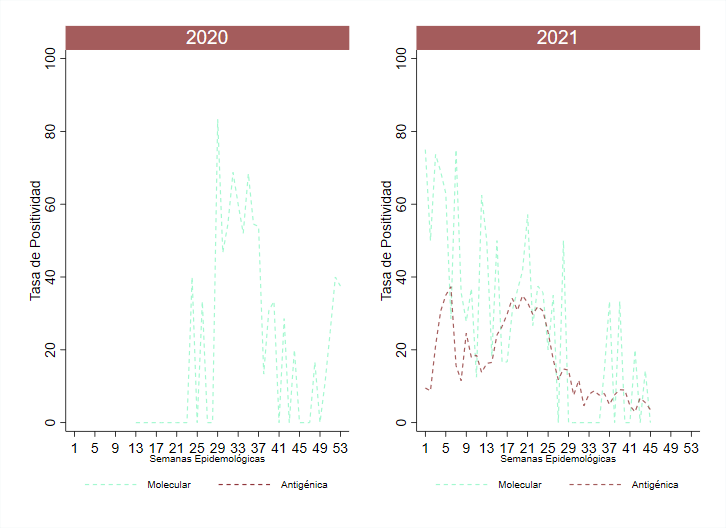 2020
2021
Tasa de Positividad
0 20 40 60 80 100
1 5 9 13 17 21 25 29 33 37 41 45 49 53
Semanas Epidemológicas
Molecular Antigénica
Tasa de Positividad
0 20 40 60 80 100
1 5 9 13 17 21 25 29 33 37 41 45 49 53
Semanas Epidemológicas
Molecular Antigénica